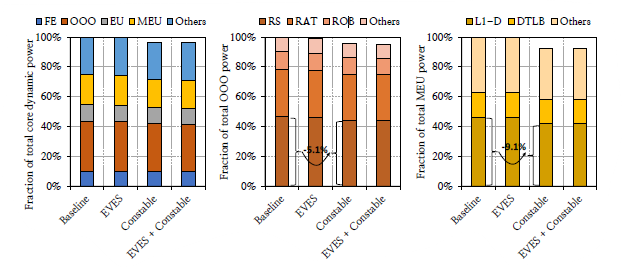 FE OOO EU MEU Others
Fraction of total core dynamic power
100%
80%
60%
40%
20%
0%
Baseline
EVES
Constable
EVES + Constable
RS RAT ROB Others
Fraction of total OOO power
100%
80%
60%
40%
20%
0%
-5.1%
Baseline
EVES
Constable
EVES + Constable
L1-D DTLB Others
Fraction of total MEU power
100%
80%
60%
40%
20%
0%
-9.1%
Baseline
EVES
Constable
EVES + Constable